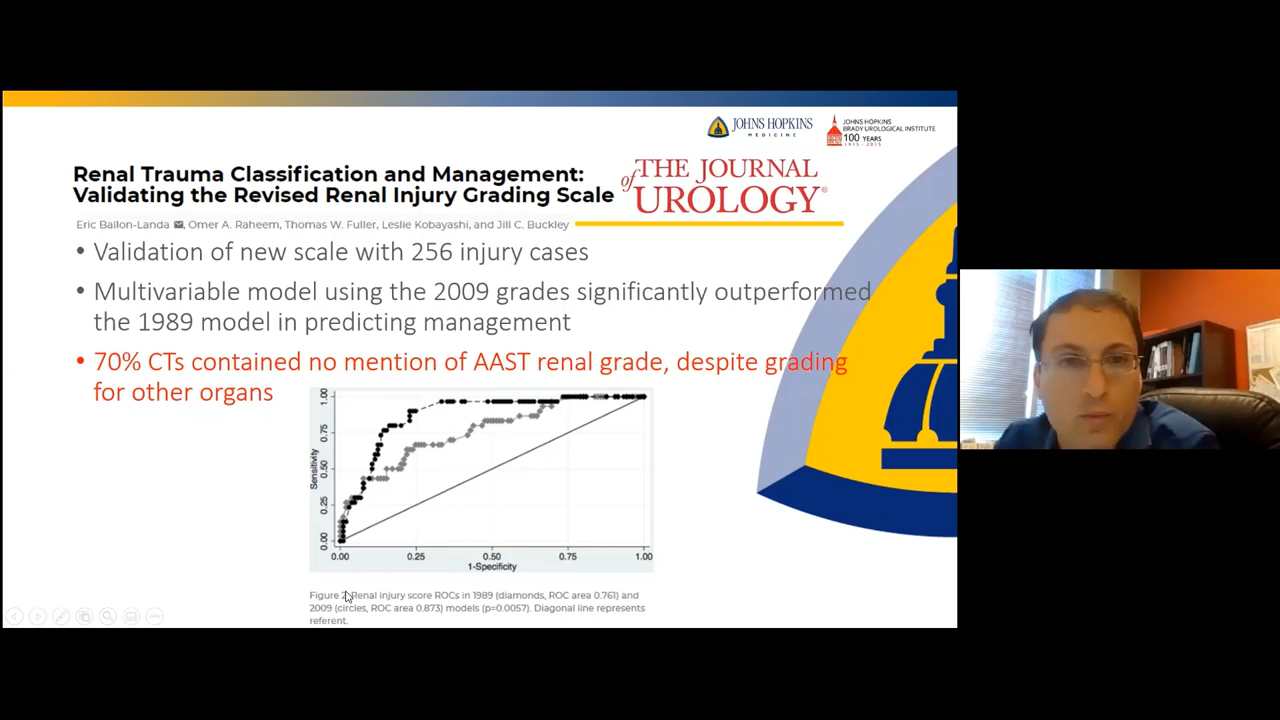 JOHNS HOPKINS
MEDICINE
JOHNS HOPKINS
BRADY UROLOGICAL INSTITUTE
100 YEARS
1915 - 2015
Renal Trauma Classification and Management:
Validating the Revised Renal Injury Grading Scale
THE JOURNAL
of UROLOGY®
Eric Ballon-Landa, Omer A. Raheem, Thomas W. Fuller, Leslie Kobayashi, and Jill C. Buckley
• Validation of new scale with 256 injury cases
• Multivariable model using the 2009 grades significantly outperformed
the 1989 model in predicting management
• 70% CTs contained no mention of AAST renal grade, despite grading
for other organs
1.00
0.75
0.50
0.25
0.00
Sensitivity
0.00 0.25 0.50 0.75 1.00
1-Specificity
Figure 2. Renal injury score ROCs in 1989 (diamonds, ROC area 0.761) and
2009 (circles, ROC area 0.873) models (p=0.0057). Diagonal line represents
referent.